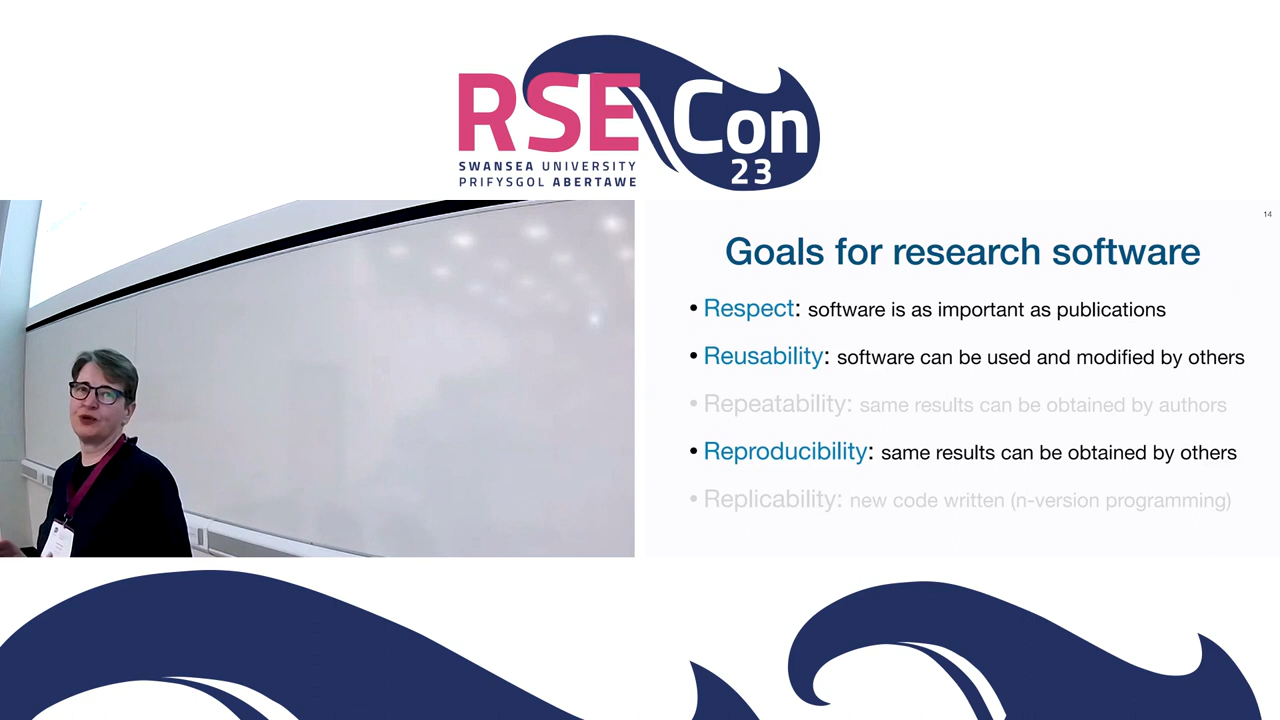 RSE Con
23
SWANSEA UNIVERSITY
PRIFYSGOL ABERTAWE
14
Goals for research software
• Respect: software is as important as publications
• Reusability: software can be used and modified by others
• Repeatability: same results can be obtained by authors
• Reproducibility: same results can be obtained by others
• Replicability: new code written (n-version programming)